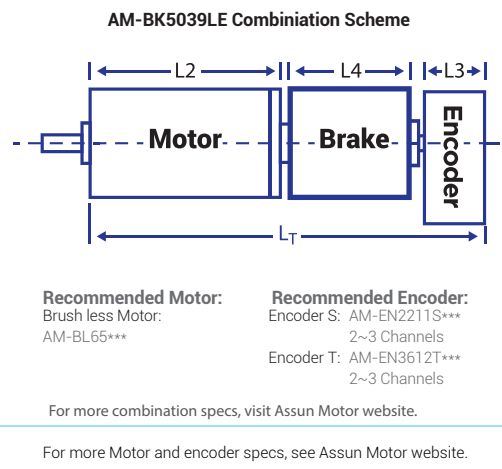 AM-BK5039LE Combiniation Scheme
L2 L4 L3
Motor Brake Encoder
LT
Recommended Motor: Recommended Encoder:
Brush less Motor: Encoder S: AM-EN2211S***
AM-BL65*** 2~3 Channels
Encoder T: AM-EN3612T***
2~3 Channels
For more combination specs, visit Assun Motor website.
For more Motor and encoder specs, see Assun Motor website.